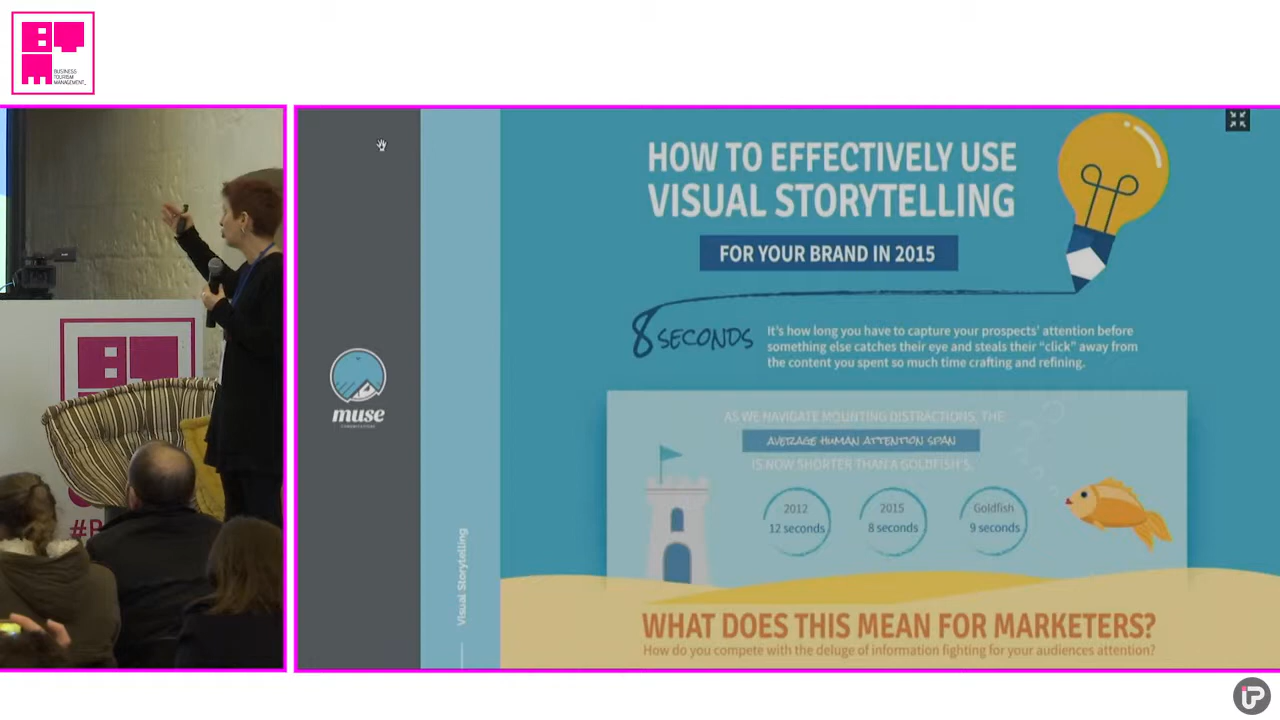 BUSINESS
TOURISM
MANAGEMENT_
HOW TO EFFECTIVELY USE
VISUAL STORYTELLING
FOR YOUR BRAND IN 2015
8 SECONDS
It's how long you have to capture your prospects' attention before
something else catches their eye and steals their “click” away from
the content you spent so much time crafting and refining.
AS WE NAVIGATE MOUNTING DISTRACTIONS, THE
AVERAGE HUMAN ATTENTION SPAN
IS NOW SHORTER THAN A GOLDFISH'S.
2012
12 seconds
2015
8 seconds
Goldfish
9 seconds
WHAT DOES THIS MEAN FOR MARKETERS?
How do you compete with the deluge of information fighting for your audiences attention?
muse
Visual Storytelling
#B
iP